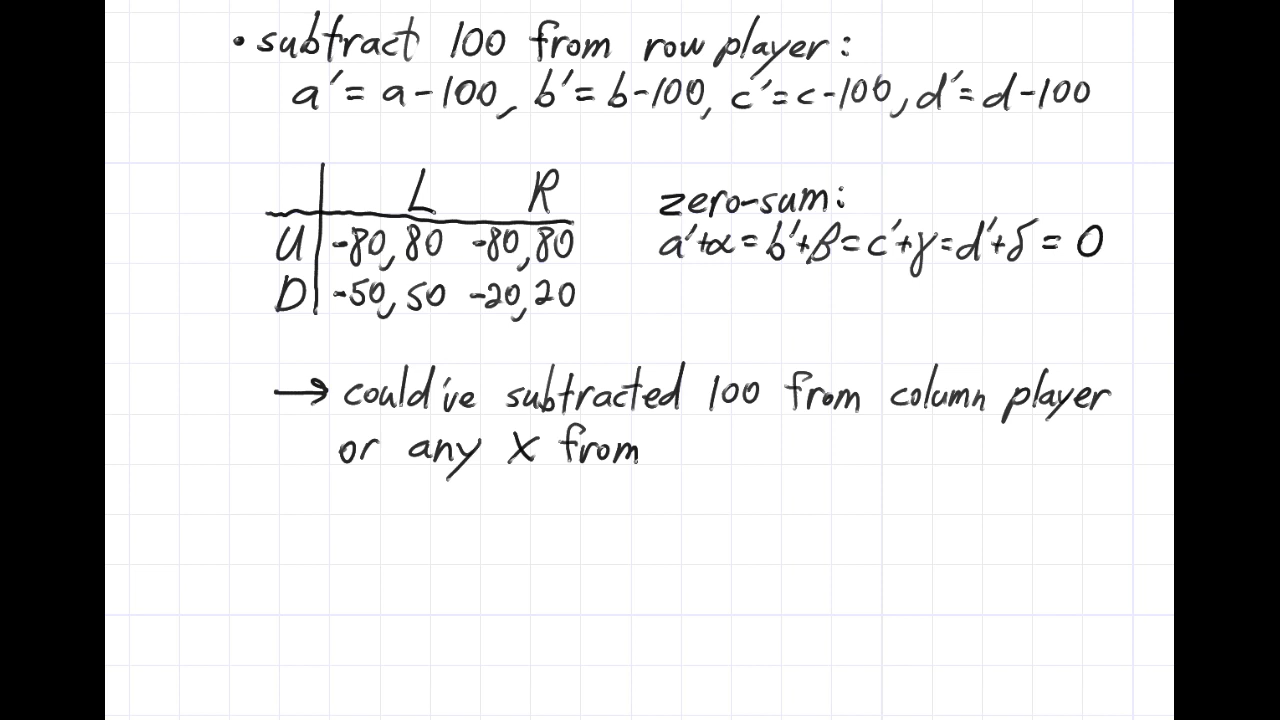 • subtract 100 from row player:
a' = a - 100, b' = b - 100, c' = c - 100, d' = d - 100
L R
zero-sum:
U -80, 80 -80, 80
a' + α = b' + β = c' + γ = d' + δ = 0
D -50, 50 -20, 20
→ could've subtracted 100 from column player
or any X from